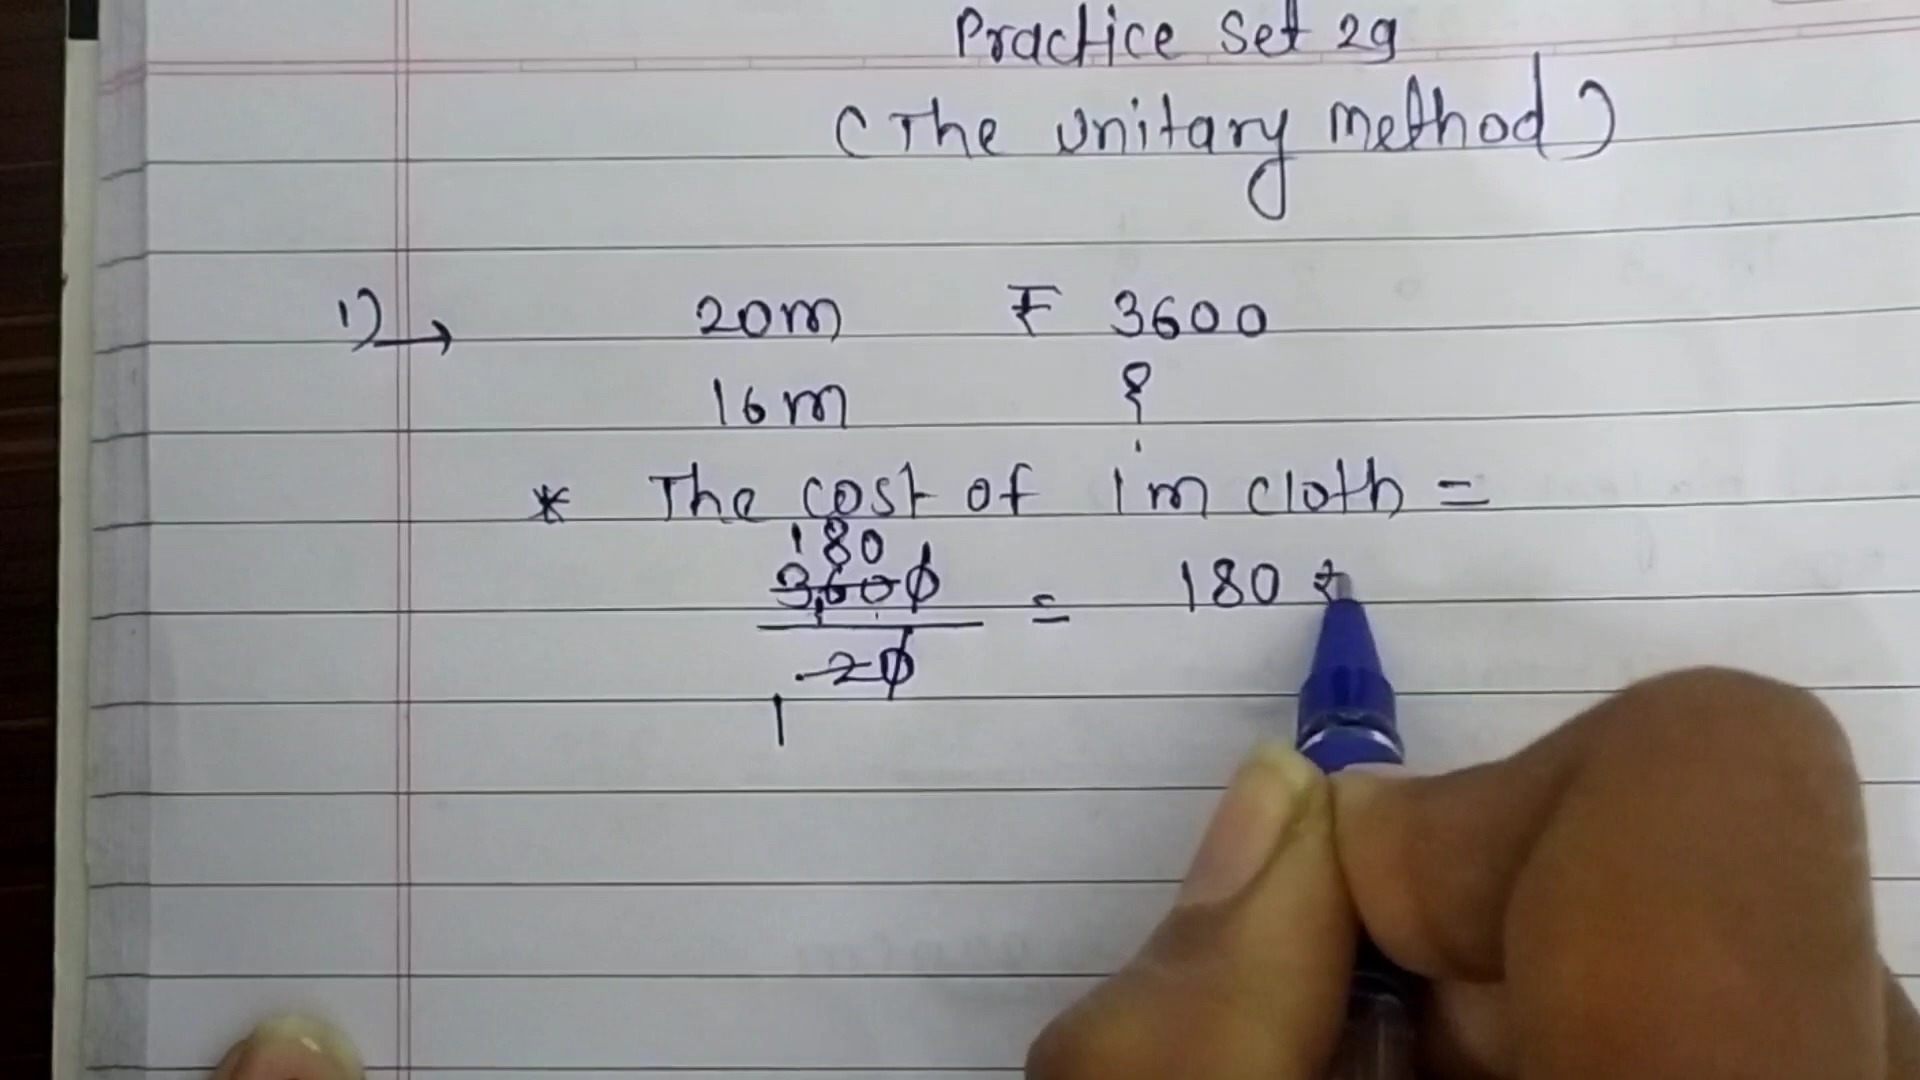 Practice Set 29
(The unitary method)
1)→ 20m ₹ 3600
16m ?
* The cost of 1m cloth =
180
3600
20
1
= 180 ₹